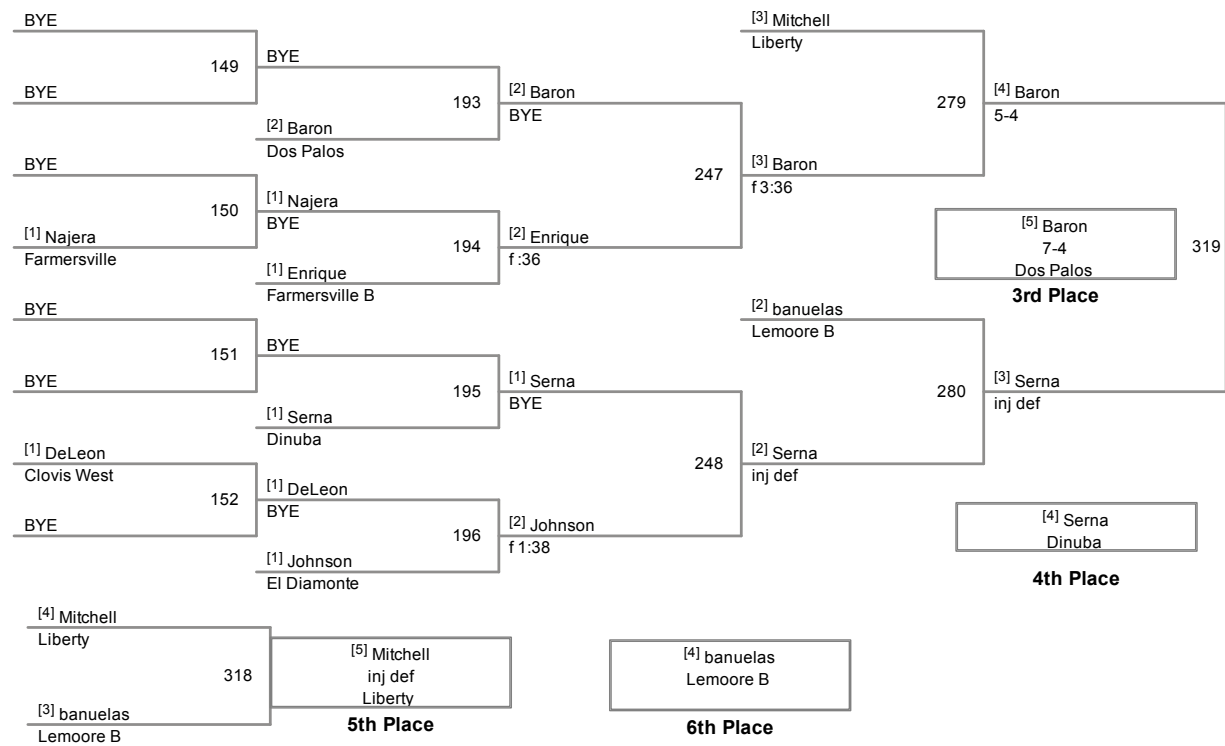 BYE
149
BYE
BYE
193
[2] Baron
Dos Palos
[2] Baron
BYE
BYE
150
[1] Najera
Farmersville
[1] Najera
BYE
194
[1] Enrique
Farmersville B
[2] Enrique
f :36
247
[3] Baron
f 3:36
[3] Mitchell
Liberty
279
[4] Baron
5-4
BYE
151
BYE
BYE
195
[1] Serna
Dinuba
[1] Serna
BYE
[1] DeLeon
Clovis West
152
BYE
[1] DeLeon
BYE
196
[1] Johnson
El Diamonte
[2] Johnson
f 1:38
248
[2] Serna
inj def
[2] banuelas
Lemoore B
280
[3] Serna
inj def
319
[5] Baron
7-4
Dos Palos
3rd Place
[4] Serna
Dinuba
4th Place
[4] Mitchell
Liberty
318
[3] banuelas
Lemoore B
[5] Mitchell
inj def
Liberty
5th Place
[4] banuelas
Lemoore B
6th Place